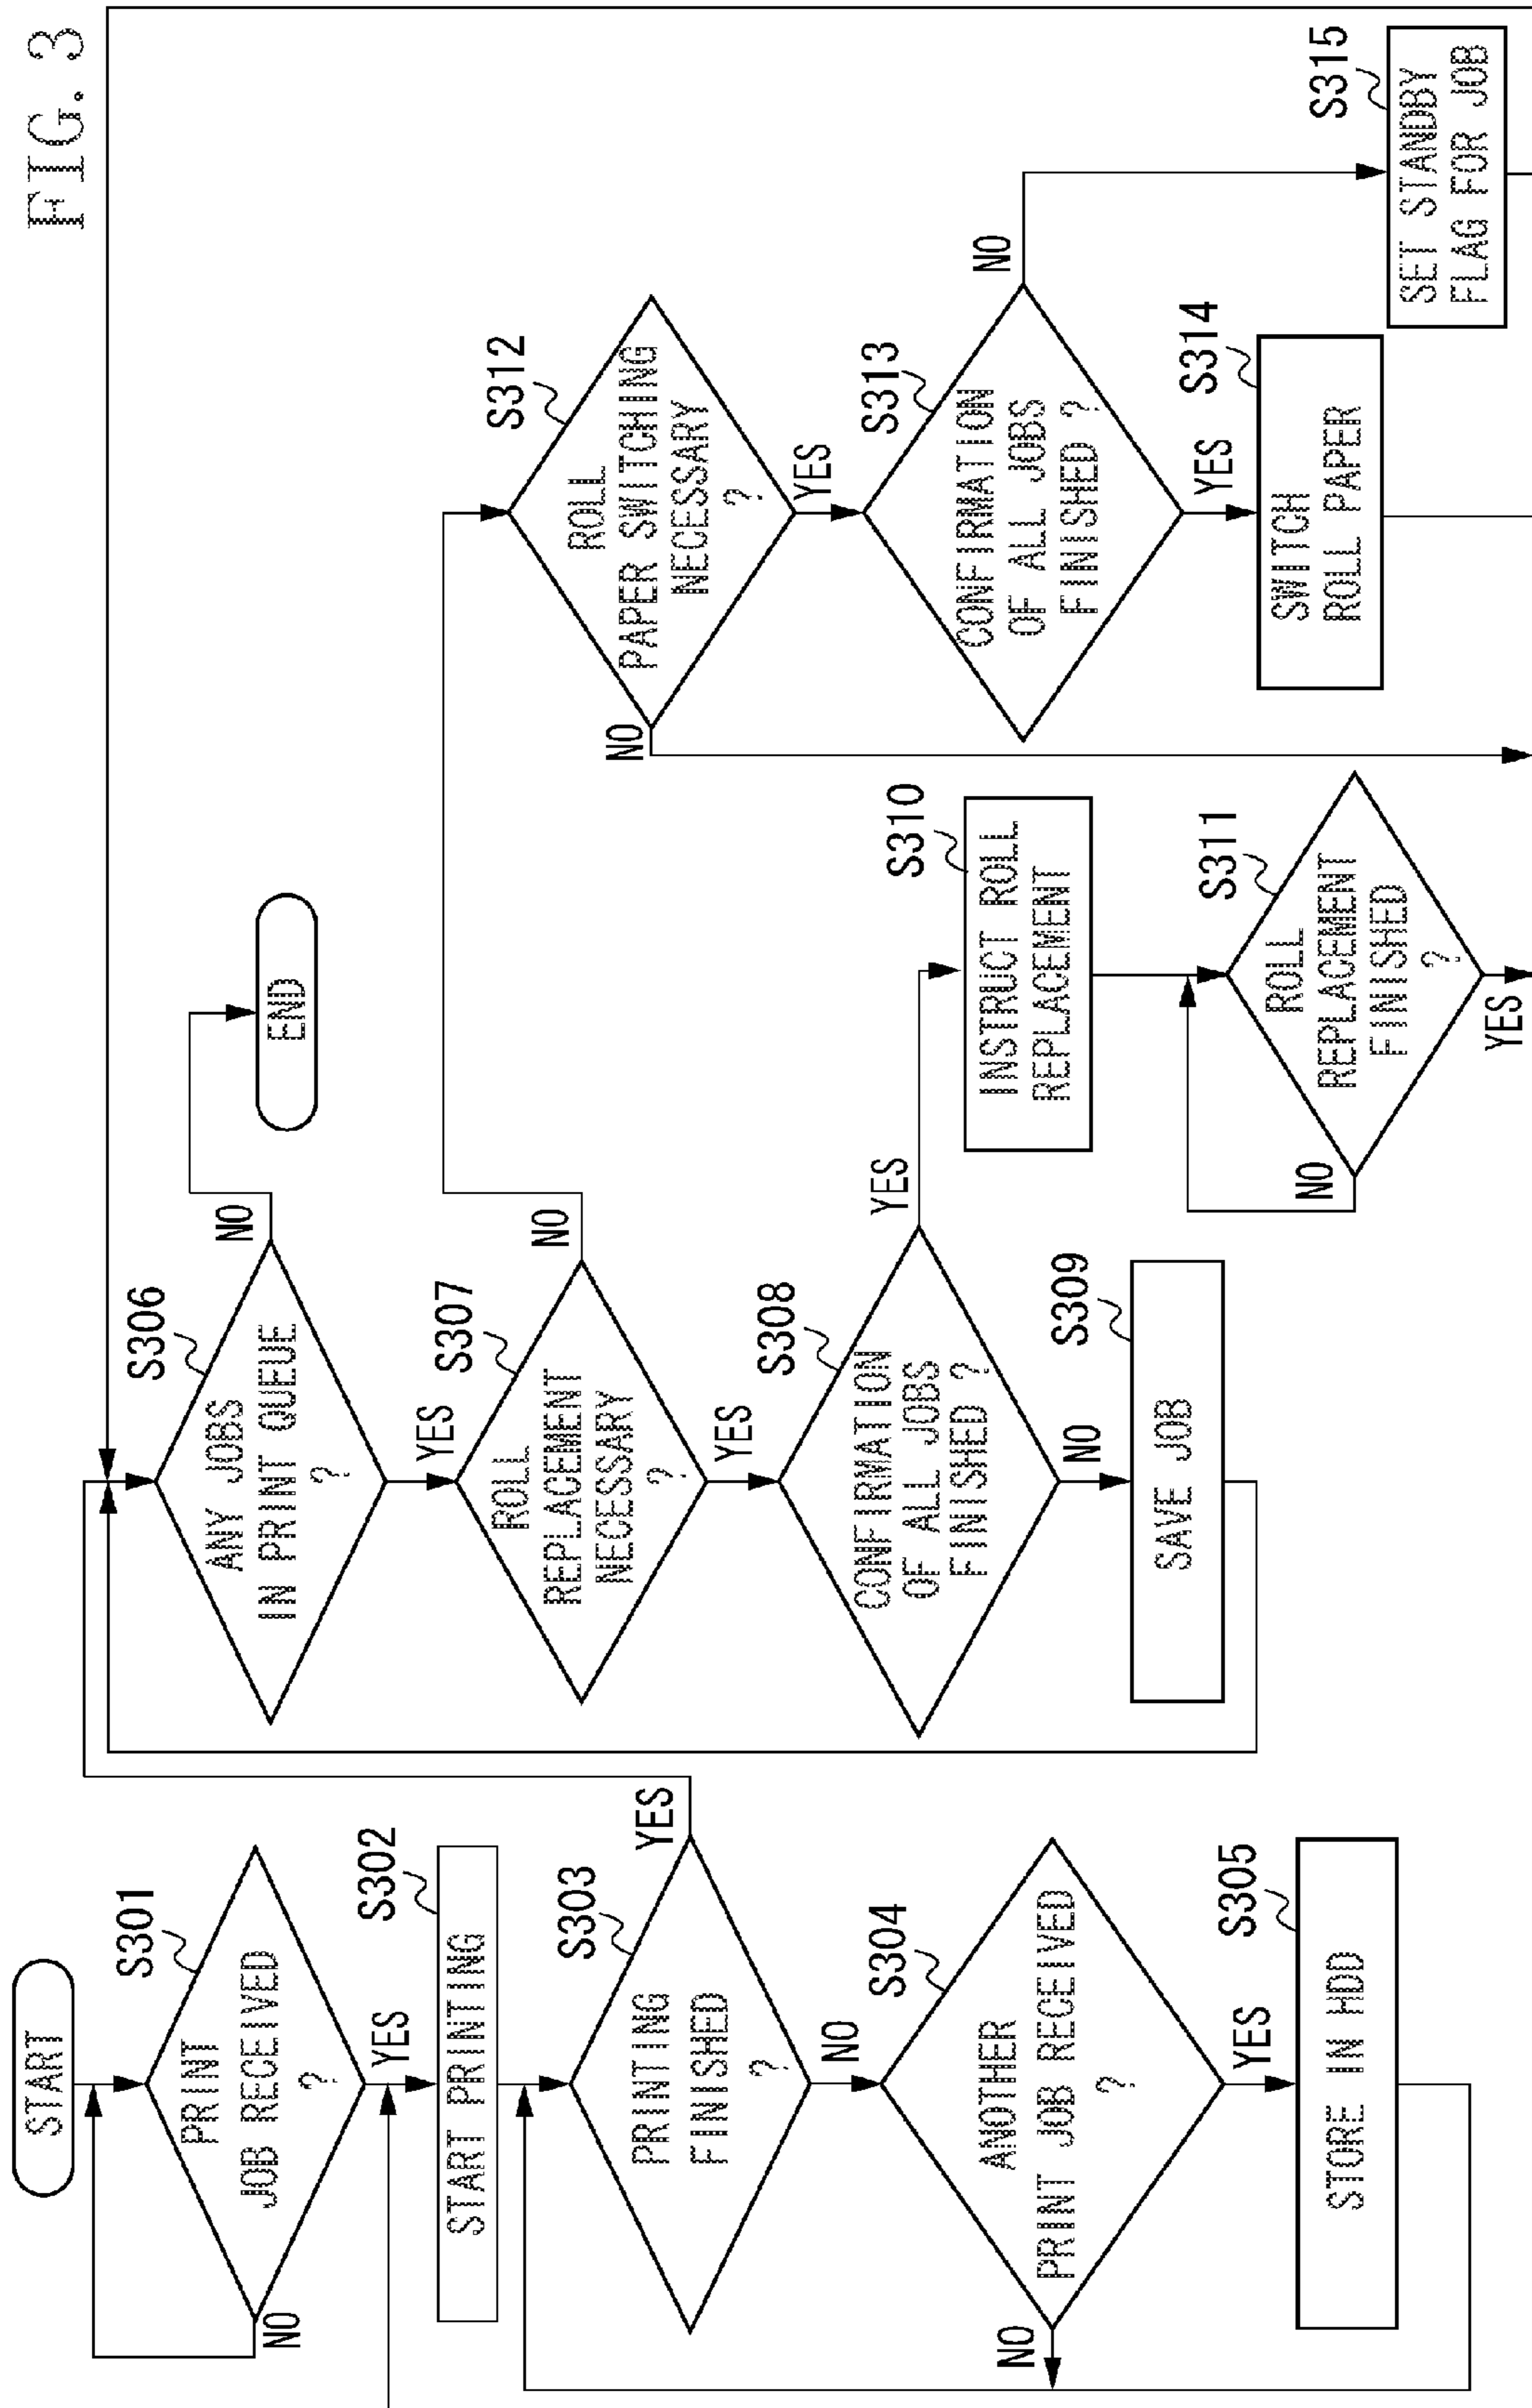 FIG. 3
START
S301
PRINT
JOB RECEIVED
?
NO
YES
S302
START PRINTING
S303
PRINTING
FINISHED
?
YES
NO
S304
ANOTHER
PRINT JOB RECEIVED
?
NO
YES
S305
STORE IN HDD
S306
ANY JOBS
IN PRINT QUEUE
?
NO
YES
END
S307
ROLL
REPLACEMENT
NECESSARY
?
NO
YES
S308
CONFIRMATION
OF ALL JOBS
FINISHED ?
YES
NO
S309
SAVE JOB
S310
INSTRUCT ROLL
REPLACEMENT
S311
ROLL
REPLACEMENT
FINISHED
?
NO
YES
S312
ROLL
PAPER SWITCHING
NECESSARY
?
NO
YES
S313
CONFIRMATION
OF ALL JOBS
FINISHED ?
NO
YES
S314
SWITCH
ROLL PAPER
S315
SET STANDBY
FLAG FOR JOB